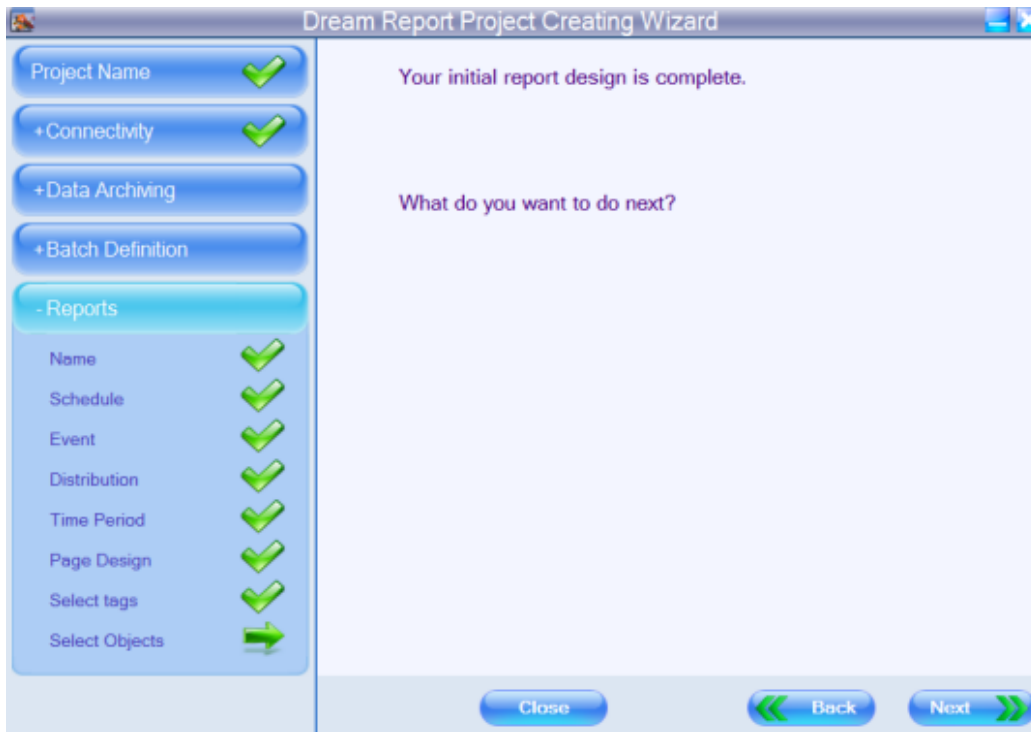 Dream Report Project Creating Wizard
Project Name
+Connectivity
+Data Archiving
+Batch Definition
- Reports
Name
Schedule
Event
Distribution
Time Period
Page Design
Select tags
Select Objects
Your initial report design is complete.
What do you want to do next?
Close
Back
Next